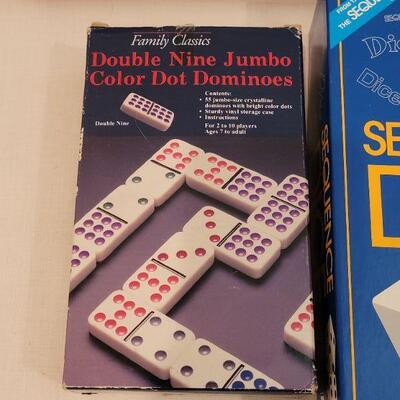 Family Classics
Double Nine Jumbo
Color Dot Dominoes
Contents:
• 55 jumbo-size crystalline
dominoes with bright color dots
• Sturdy vinyl storage case
• Instructions
For 2 to 10 players
Ages 7 to adult
Double Nine
FROM
THE SEQUENCE
SEQUENCE
Dice
SE
D